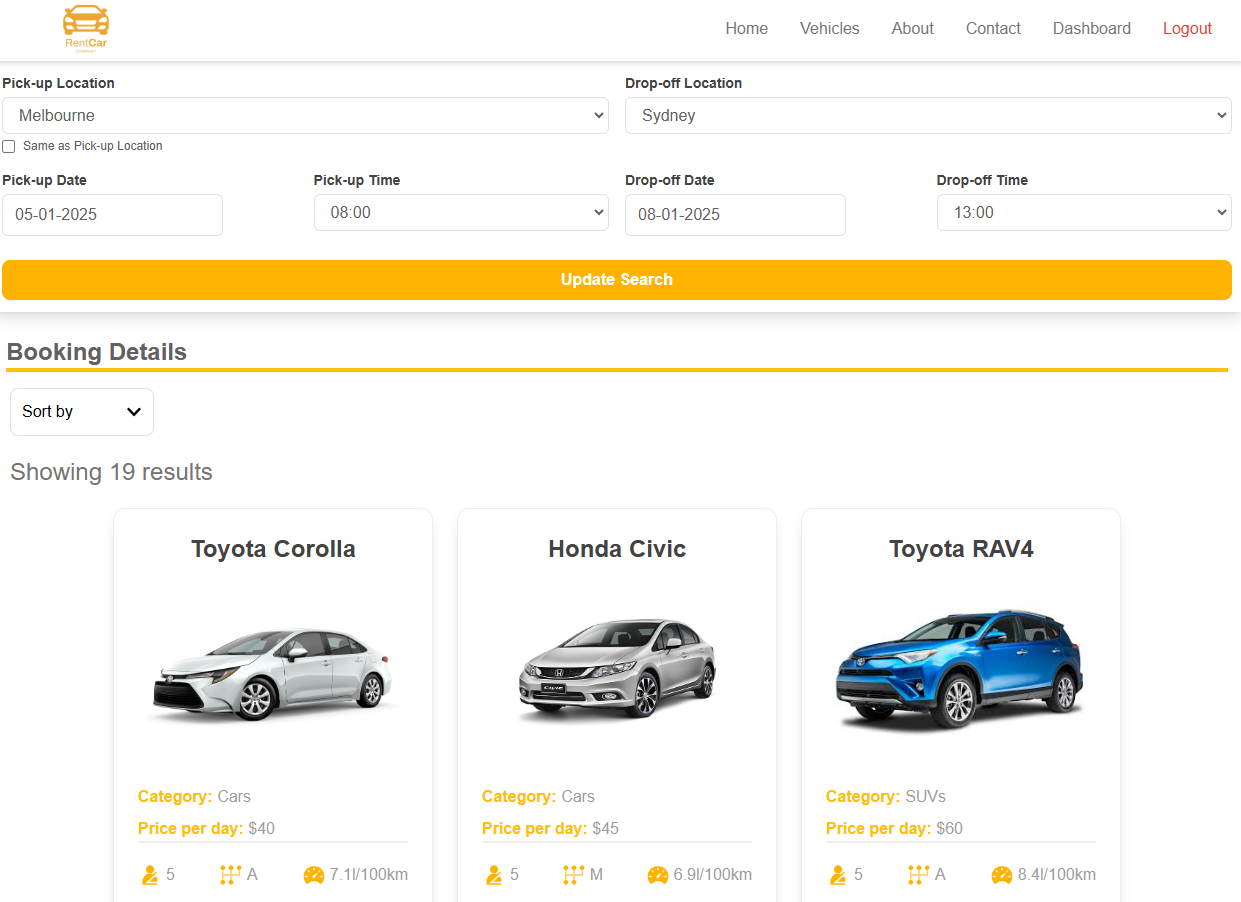 RentCar
COMPANY
Home Vehicles About Contact Dashboard Logout
Pick-up Location Drop-off Location
Melbourne Sydney
Same as Pick-up Location
Pick-up Date Pick-up Time Drop-off Date Drop-off Time
05-01-2025 08:00 08-01-2025 13:00
Update Search
Booking Details
Sort by
Showing 19 results
Toyota Corolla Honda Civic Toyota RAV4
CIVIC
Category: Cars Category: Cars Category: SUVs
Price per day: $40 Price per day: $45 Price per day: $60
5 A 7.1l/100km 5 M 6.9l/100km 5 A 8.4l/100km